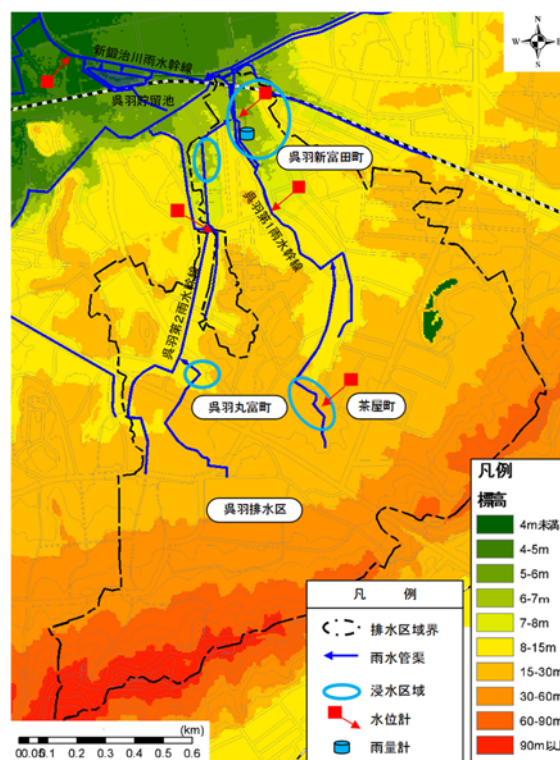 N
W E
S
新鍛治川雨水幹線
呉羽貯留池
呉羽新富田町
呉羽第1雨水幹線
呉羽第2雨水幹線
呉羽丸富町
茶屋町
呉羽排水区
凡例
標高
4m未満
4-5m
5-6m
6-7m
7-8m
8-15m
15-30m
30-60m
60-90m
90m以
凡 例
排水区域界
雨水管渠
浸水区域
水位計
雨量計
(km)
0.1 0.2 0.3 0.4 0.5 0.6